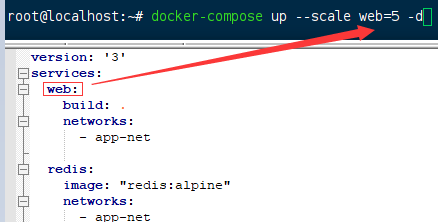 root@localhost:~# docker-compose up --scale web=5 -d
version: '3'
services:
web:
build: .
networks:
- app-net
redis:
image: "redis:alpine"
networks:
- app-net